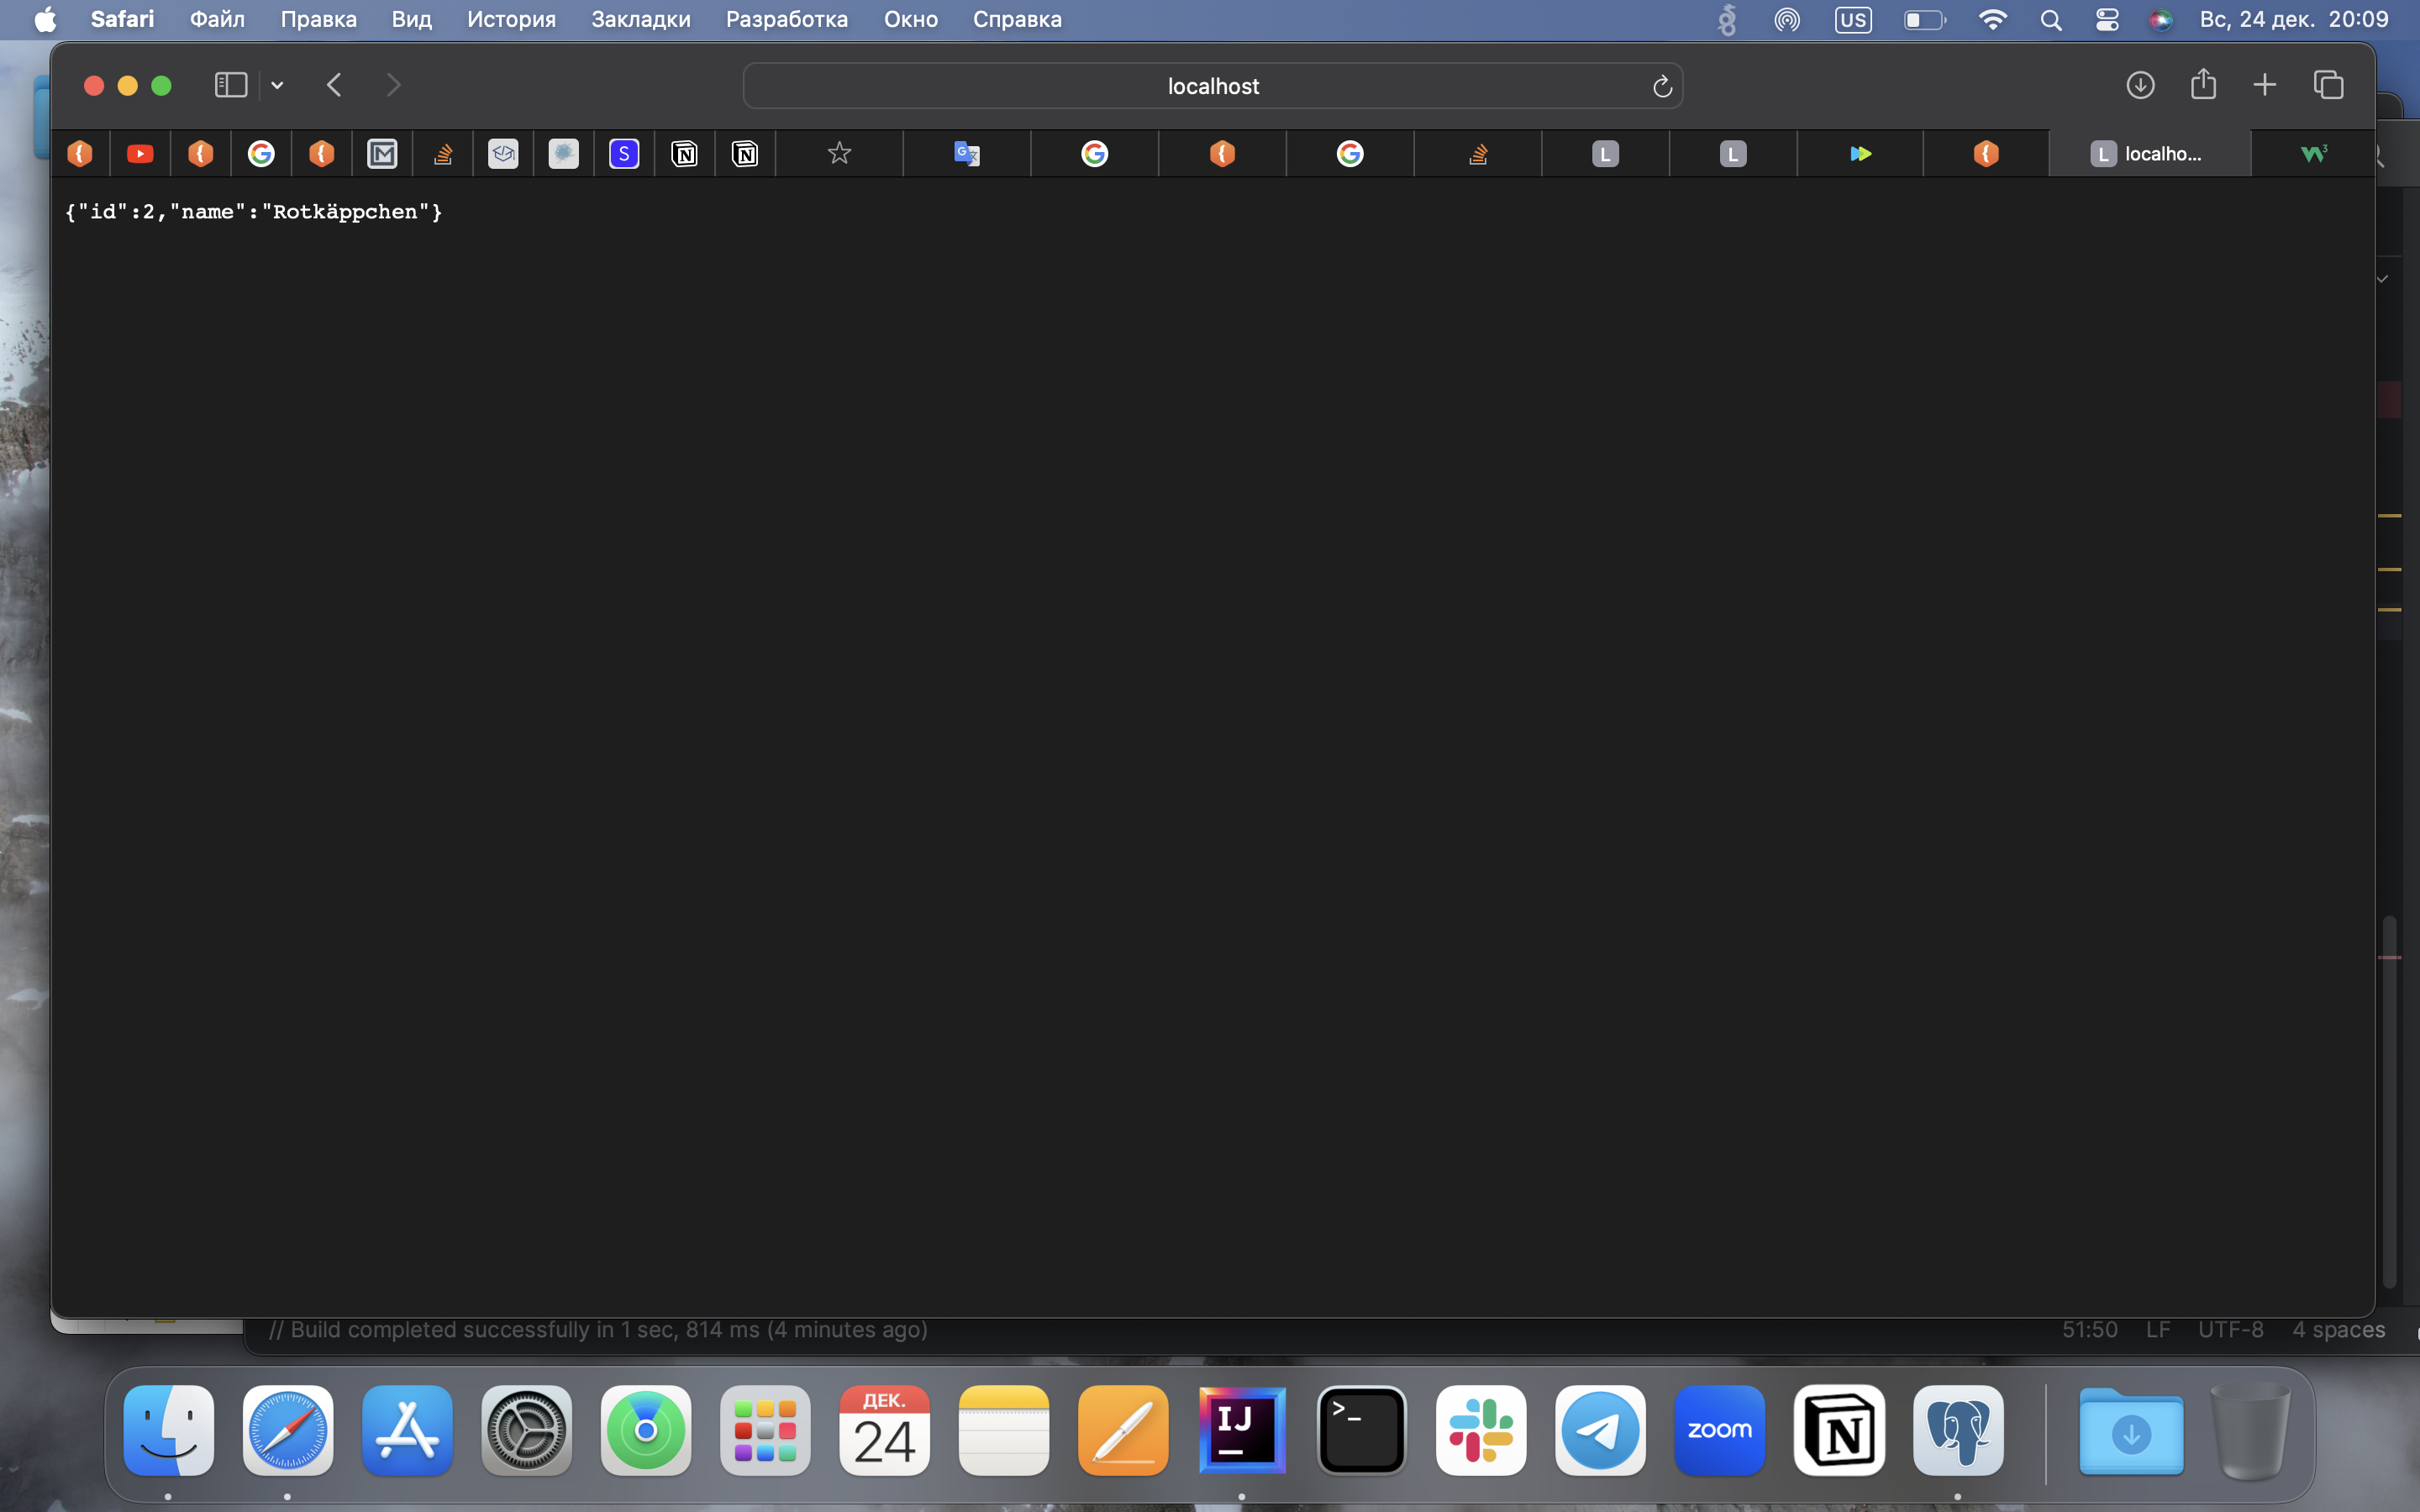 Safari Файл Правка Вид История Закладки Разработка Окно Справка US Вс, 24 дек. 20:09
localhost
L L L localho...
{"id":2,"name":"Rotkäppchen"}
// Build completed successfully in 1 sec, 814 ms (4 minutes ago) 51:50 LF UTF-8 4 spaces
ДЕК.
24
IJ
>_
zoom